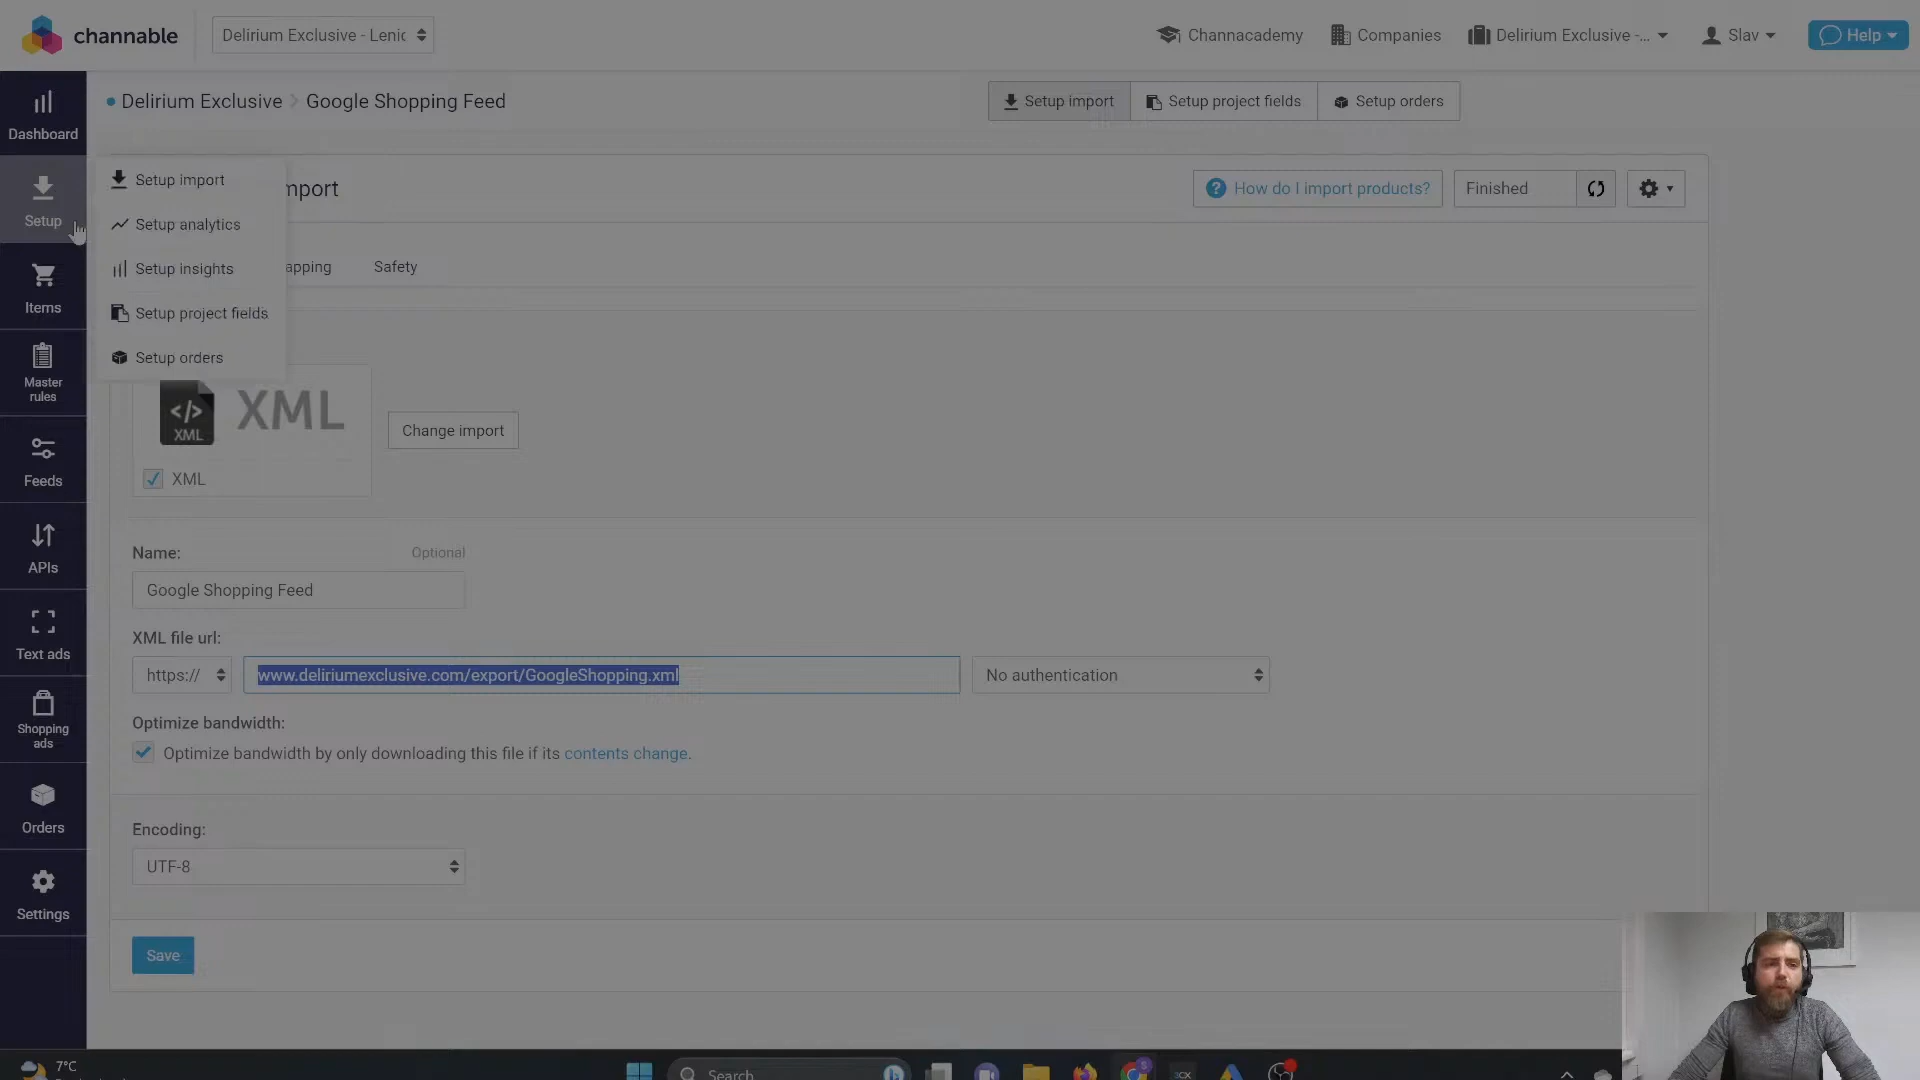 channable
Delirium Exclusive - Lenic
Channacademy
Companies
Delirium Exclusive -...
Slav
Help
Delirium Exclusive
Google Shopping Feed
Setup import
Setup project fields
Setup orders
Dashboard
Setup
Items
Master
rules
Feeds
APIs
Text ads
Shopping
ads
Orders
Settings
Setup import
Setup analytics
Setup insights
Setup project fields
Setup orders
mport
How do I import products?
Finished
apping
Safety
XML
XML
XML
Change import
Name:
Optional
Google Shopping Feed
XML file url:
https://
www.deliriumexclusive.com/export/GoogleShopping.xml
No authentication
Optimize bandwidth:
Optimize bandwidth by only downloading this file if its contents change.
Encoding:
UTF-8
Save
7°C
Search